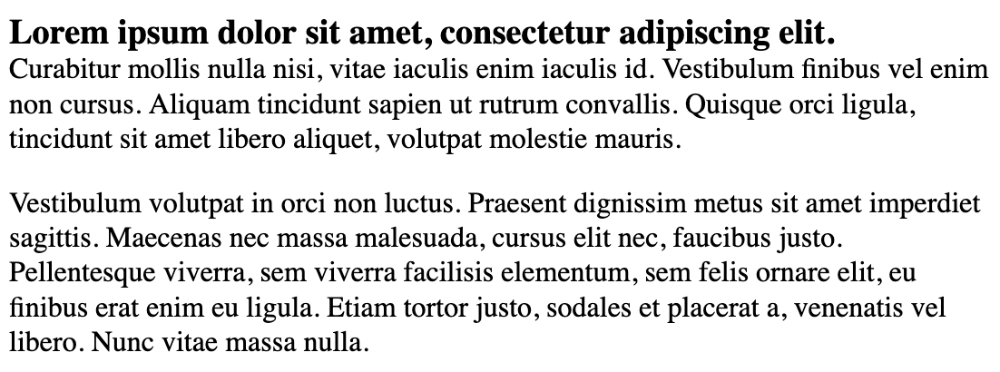 Lorem ipsum dolor sit amet, consectetur adipiscing elit.
Curabitur mollis nulla nisi, vitae iaculis enim iaculis id. Vestibulum finibus vel enim
non cursus. Aliquam tincidunt sapien ut rutrum convallis. Quisque orci ligula,
tincidunt sit amet libero aliquet, volutpat molestie mauris.
Vestibulum volutpat in orci non luctus. Praesent dignissim metus sit amet imperdiet
sagittis. Maecenas nec massa malesuada, cursus elit nec, faucibus justo.
Pellentesque viverra, sem viverra facilisis elementum, sem felis ornare elit, eu
finibus erat enim eu ligula. Etiam tortor justo, sodales et placerat a, venenatis vel
libero. Nunc vitae massa nulla.